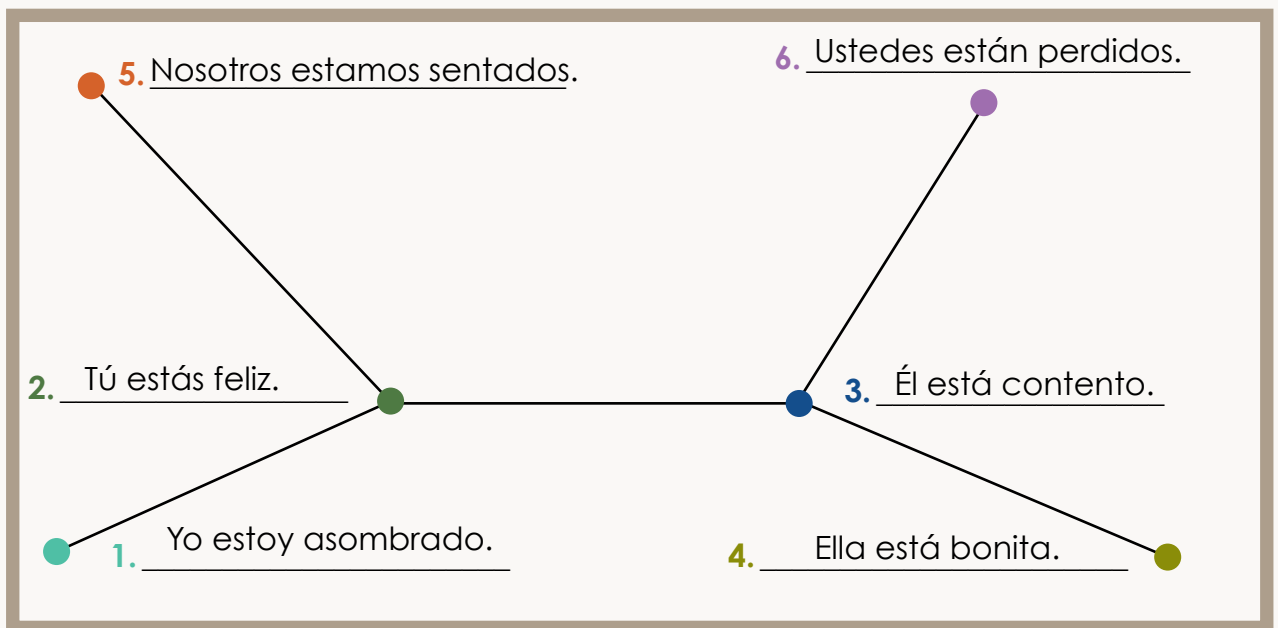 5. Nosotros estamos sentados.
6. Ustedes están perdidos.
2. Tú estás feliz.
3. Él está contento.
1. Yo estoy asombrado.
4. Ella está bonita.